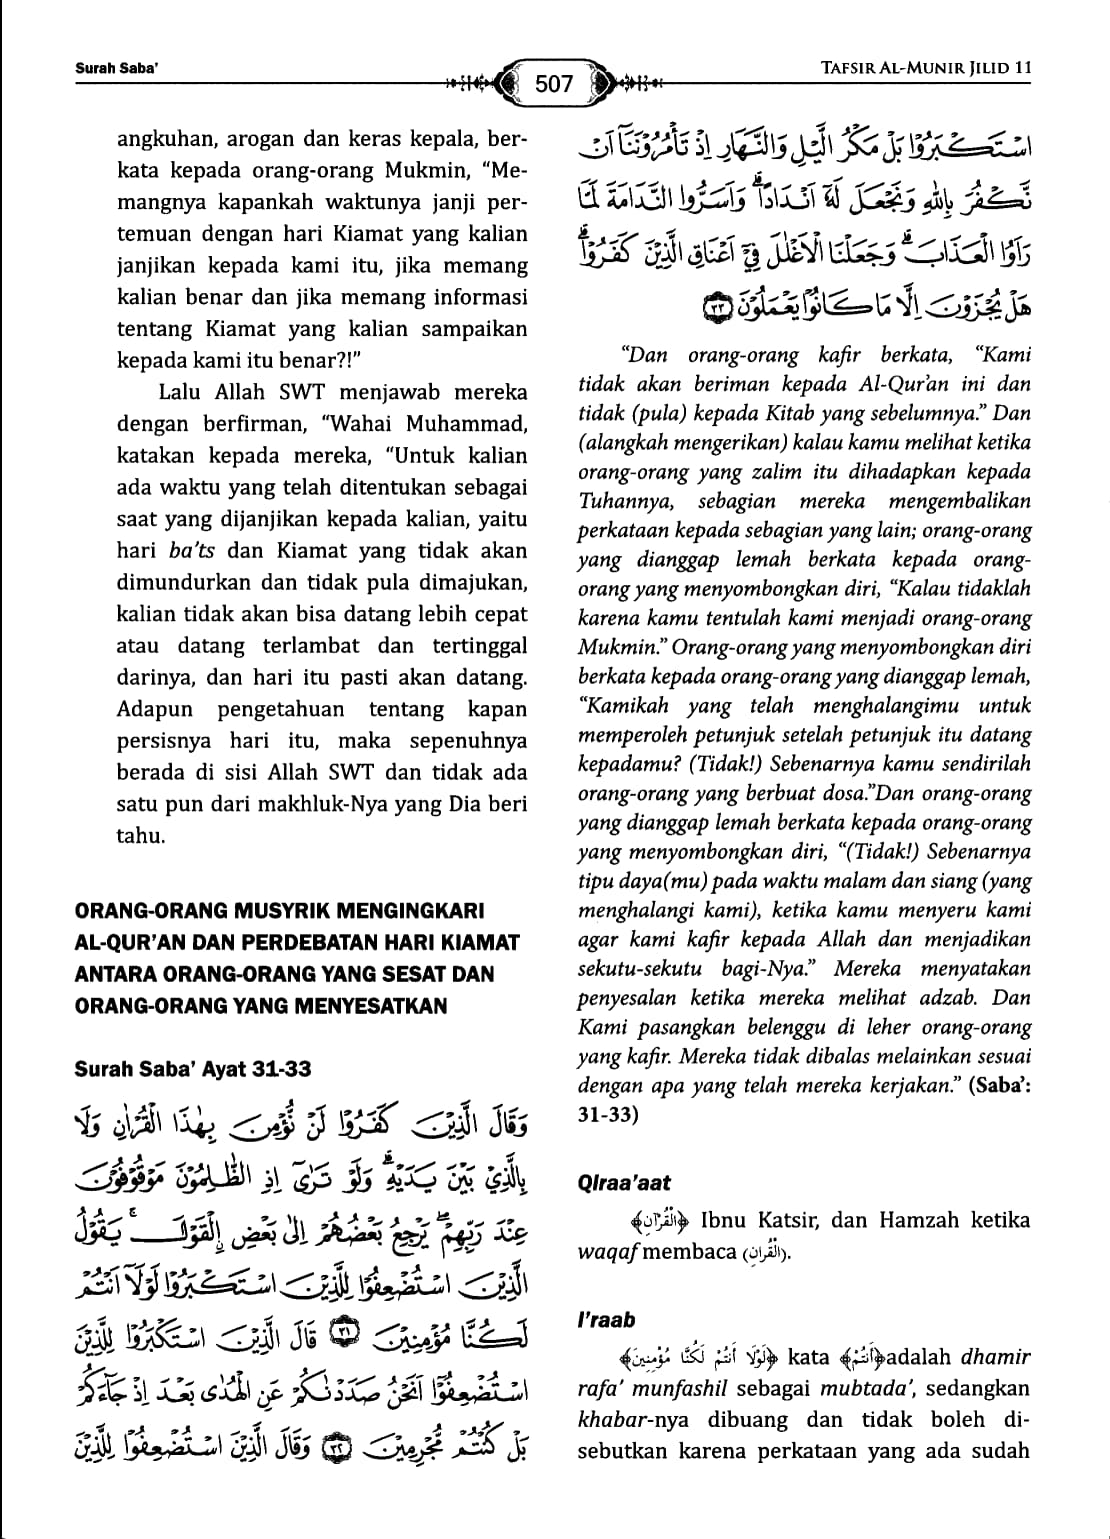 Surah Saba’
507
TAFSIR AL-MUNIR JILID 11
angkuhan, arogan dan keras kepala, ber-
kata kepada orang-orang Mukmin, “Me-
mangnya kapankah waktunya janji per-
temuan dengan hari Kiamat yang kalian
janjikan kepada kami itu, jika memang
kalian benar dan jika memang informasi
tentang Kiamat yang kalian sampaikan
kepada kami itu benar?!”
Lalu Allah SWT menjawab mereka
dengan berfirman, “Wahai Muhammad,
katakan kepada mereka, “Untuk kalian
ada waktu yang telah ditentukan sebagai
saat yang dijanjikan kepada kalian, yaitu
hari ba’ts dan Kiamat yang tidak akan
dimundurkan dan tidak pula dimajukan,
kalian tidak akan bisa datang lebih cepat
atau datang terlambat dan tertinggal
darinya, dan hari itu pasti akan datang.
Adapun pengetahuan tentang kapan
persisnya hari itu, maka sepenuhnya
berada di sisi Allah SWT dan tidak ada
satu pun dari makhluk-Nya yang Dia beri
tahu.
ORANG-ORANG MUSYRIK MENGINGKARI
AL-QUR’AN DAN PERDEBATAN HARI KIAMAT
ANTARA ORANG-ORANG YANG SESAT DAN
ORANG-ORANG YANG MENYESATKAN
Surah Saba’ Ayat 31-33
وَقَالَ الَّذِيْنَ كَفَرُوْا لَنْ نُّؤْمِنَ بِهٰذَا الْقُرْاٰنِ وَلَا
بِالَّذِيْ بَيْنَ يَدَيْهِۗ وَلَوْ تَرٰىٓ اِذِ الظّٰلِمُوْنَ مَوْقُوْفُوْنَ
عِنْدَ رَبِّهِمْۖ يَرْجِعُ بَعْضُهُمْ اِلٰى بَعْضِ ِۨالْقَوْلَۚ يَقُوْلُ
الَّذِيْنَ اسْتُضْعِفُوْا لِلَّذِيْنَ اسْتَكْبَرُوْا لَوْلَآ اَنْتُمْ
لَكُنَّا مُؤْمِنِيْنَ ٣١ قَالَ الَّذِيْنَ اسْتَكْبَرُوْا لِلَّذِيْنَ
اسْتُضْعِفُوْٓا اَنَحْنُ صَدَدْنٰكُمْ عَنِ الْهُدٰى بَعْدَ اِذْ جَاۤءَكُمْ
بَلْ كُنْتُمْ مُّجْرِمِيْنَ ٣٢ وَقَالَ الَّذِيْنَ اسْتُضْعِفُوْا لِلَّذِيْنَ
اسْتَكْبَرُوْا بَلْ مَكْرُ الَّيْلِ وَالنَّهَارِ اِذْ تَأْمُرُوْنَنَآ اَنْ
نَّكْفُرَ بِاللّٰهِ وَنَجْعَلَ لَهٗٓ اَنْدَادًاۗ وَاَسَرُّوا النَّدَامَةَ لَمَّا
رَاَوُا الْعَذَابَۗ وَجَعَلْنَا الْاَغْلٰلَ فِيْٓ اَعْنَاقِ الَّذِيْنَ كَفَرُوْاۗ
هَلْ يُجْزَوْنَ اِلَّا مَا كَانُوْا يَعْمَلُوْنَ ٣٣
“Dan orang-orang kafir berkata, “Kami
tidak akan beriman kepada Al-Qur’an ini dan
tidak (pula) kepada Kitab yang sebelumnya.” Dan
(alangkah mengerikan) kalau kamu melihat ketika
orang-orang yang zalim itu dihadapkan kepada
Tuhannya, sebagian mereka mengembalikan
perkataan kepada sebagian yang lain; orang-orang
yang dianggap lemah berkata kepada orang-
orang yang menyombongkan diri, “Kalau tidaklah
karena kamu tentulah kami menjadi orang-orang
Mukmin.” Orang-orang yang menyombongkan diri
berkata kepada orang-orang yang dianggap lemah,
“Kamikah yang telah menghalangimu untuk
memperoleh petunjuk setelah petunjuk itu datang
kepadamu? (Tidak!) Sebenarnya kamu sendirilah
orang-orang yang berbuat dosa.”Dan orang-orang
yang dianggap lemah berkata kepada orang-orang
yang menyombongkan diri, “(Tidak!) Sebenarnya
tipu daya(mu) pada waktu malam dan siang (yang
menghalangi kami), ketika kamu menyeru kami
agar kami kafir kepada Allah dan menjadikan
sekutu-sekutu bagi-Nya.” Mereka menyatakan
penyesalan ketika mereka melihat adzab. Dan
Kami pasangkan belenggu di leher orang-orang
yang kafir. Mereka tidak dibalas melainkan sesuai
dengan apa yang telah mereka kerjakan.” (Saba’:
31-33)
QIraa’aat
﴿الْقُرْآنِ﴾ Ibnu Katsir, dan Hamzah ketika
waqaf membaca (الْقُرَانِ).
I’raab
﴿لَوْلَا أَنتُمْ لَكُنَّا مُؤْمِنِينَ﴾ kata ﴿أَنتُمْ﴾adalah dhamir
rafa’ munfashil sebagai mubtada’, sedangkan
khabar-nya dibuang dan tidak boleh di-
sebutkan karena perkataan yang ada sudah